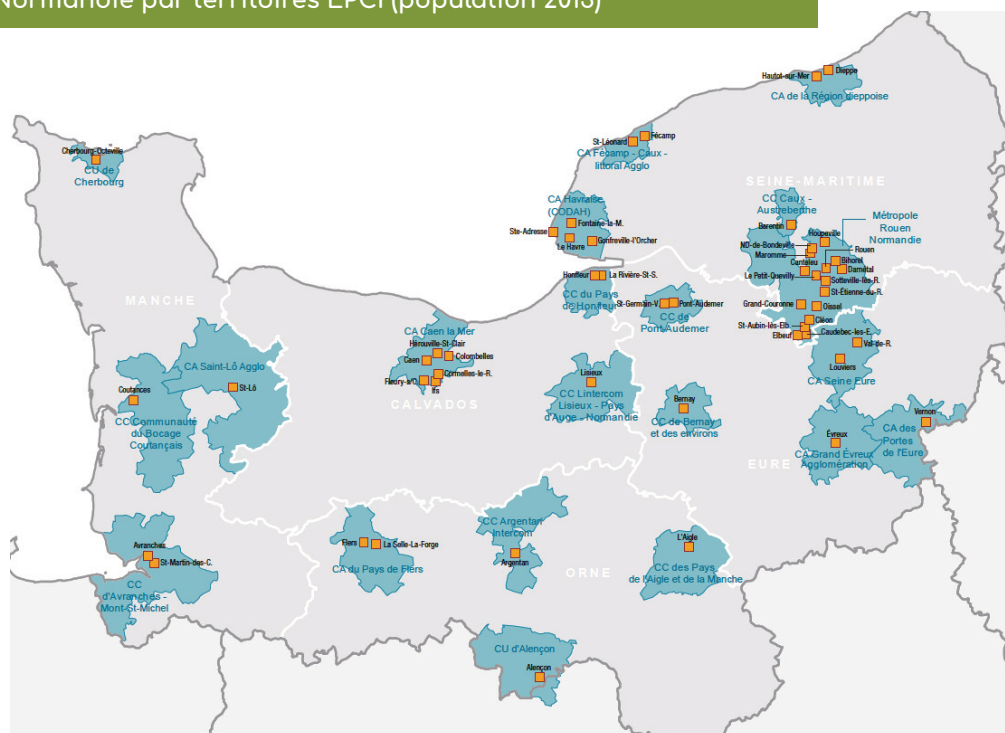 Normandie par territoires EPCI (population 2013)
Hautot-sur-Mer
Dieppe
CA de la Région dieppoise
St-Léonard
Fécamp
CA Fécamp - Caux -
littoral Agglo
Cherbourg-Octeville
CU de
Cherbourg
SEINE-MARITIME
CA Havraise
(CODAH)
Fontaine-la-M.
Ste-Adresse
Le Havre
Gonfreville-l'Orcher
CC Caux -
Austreberthe
Barentin
Métropole
Rouen
Normandie
Houpeville
ND-de-Bondeville
Maromme
Rouen
Canteleu
Bihorel
Darnétal
Le Petit-Quevilly
Sotteville-lès-R.
St-Étienne-du-R.
Grand-Couronne
Oissel
Cléon
St-Aubin-lès-Elb.
Elbeuf
Caudebec-les-E.
Val-de-R.
Louviers
CA Seine Eure
Honfleur
La Rivière-St-S.
CC du Pays
de Honfleur
St-Germain-V.
Pont-Audemer
CC de
Pont-Audemer
MANCHE
CA Caen la Mer
Hérouville-St-Clair
Caen
Colombelles
Cormelles-le-R.
Fleury-s/O.
Ifs
CALVADOS
CA Saint-Lô Agglo
St-Lô
Coutances
CC Communauté
du Bocage
Coutançais
Lisieux
CC Lintercom
Lisieux - Pays
d'Auge - Normandie
Bernay
CC de Bernay
et des environs
Vernon
CA des
Portes
de l'Eure
Évreux
CA Grand Évreux
Agglomération
EURE
Avranches
St-Martin-des-C.
CC
d'Avranches -
Mont-St-Michel
Flers
La Selle-La-Forge
CA du Pays de Flers
CC Argentan
Intercom
Argentan
ORNE
L'Aigle
CC des Pays
de l'Aigle et de la Manche
CU d'Alençon
Alençon